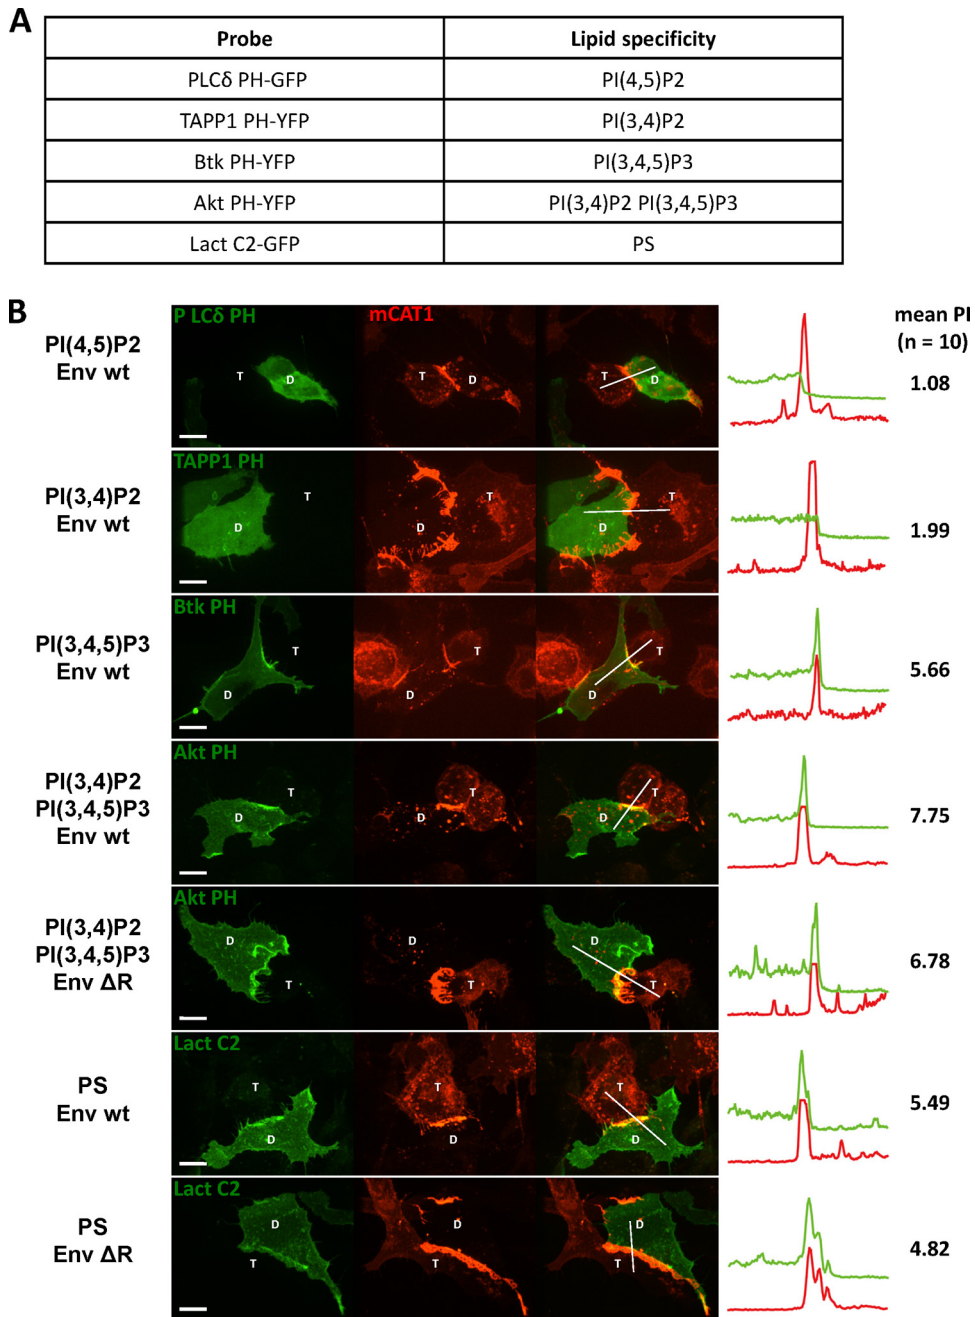 A
Probe Lipid specificity
PLCδ PH-GFP PI(4,5)P2
TAPP1 PH-YFP PI(3,4)P2
Btk PH-YFP PI(3,4,5)P3
Akt PH-YFP PI(3,4)P2 PI(3,4,5)P3
Lact C2-GFP PS
B
mean PI
(n = 10)
PI(4,5)P2
Env wt
P LCδ PH
mCAT1
T D T D T D
1.08
PI(3,4)P2
Env wt
TAPP1 PH
T D T D T D
1.99
PI(3,4,5)P3
Env wt
Btk PH
T D T D T D
5.66
PI(3,4)P2
PI(3,4,5)P3
Env wt
Akt PH
T D T D T D
7.75
PI(3,4)P2
PI(3,4,5)P3
Env ΔR
Akt PH
D T D T D T
6.78
PS
Env wt
Lact C2
T D T D T D
5.49
PS
Env ΔR
Lact C2
D T D T D T
4.82